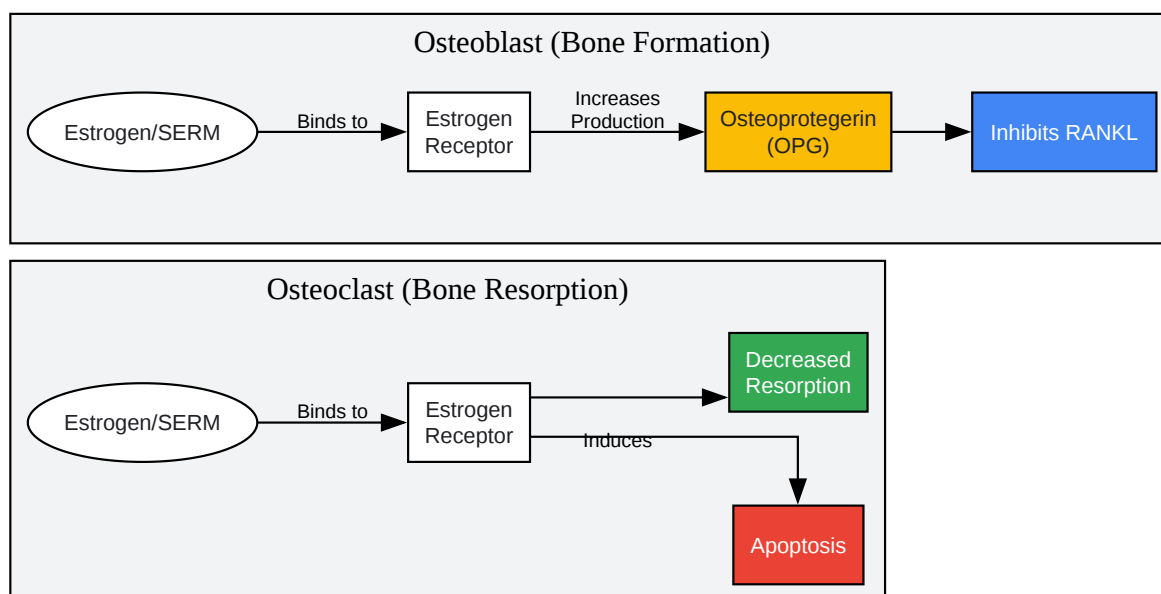 Osteoblast (Bone Formation)
Estrogen/SERM
Binds to
Estrogen
Receptor
Increases
Production
Osteoprotegerin
(OPG)
Inhibits RANKL
Osteoclast (Bone Resorption)
Estrogen/SERM
Binds to
Estrogen
Receptor
Decreased
Resorption
Induces
Apoptosis